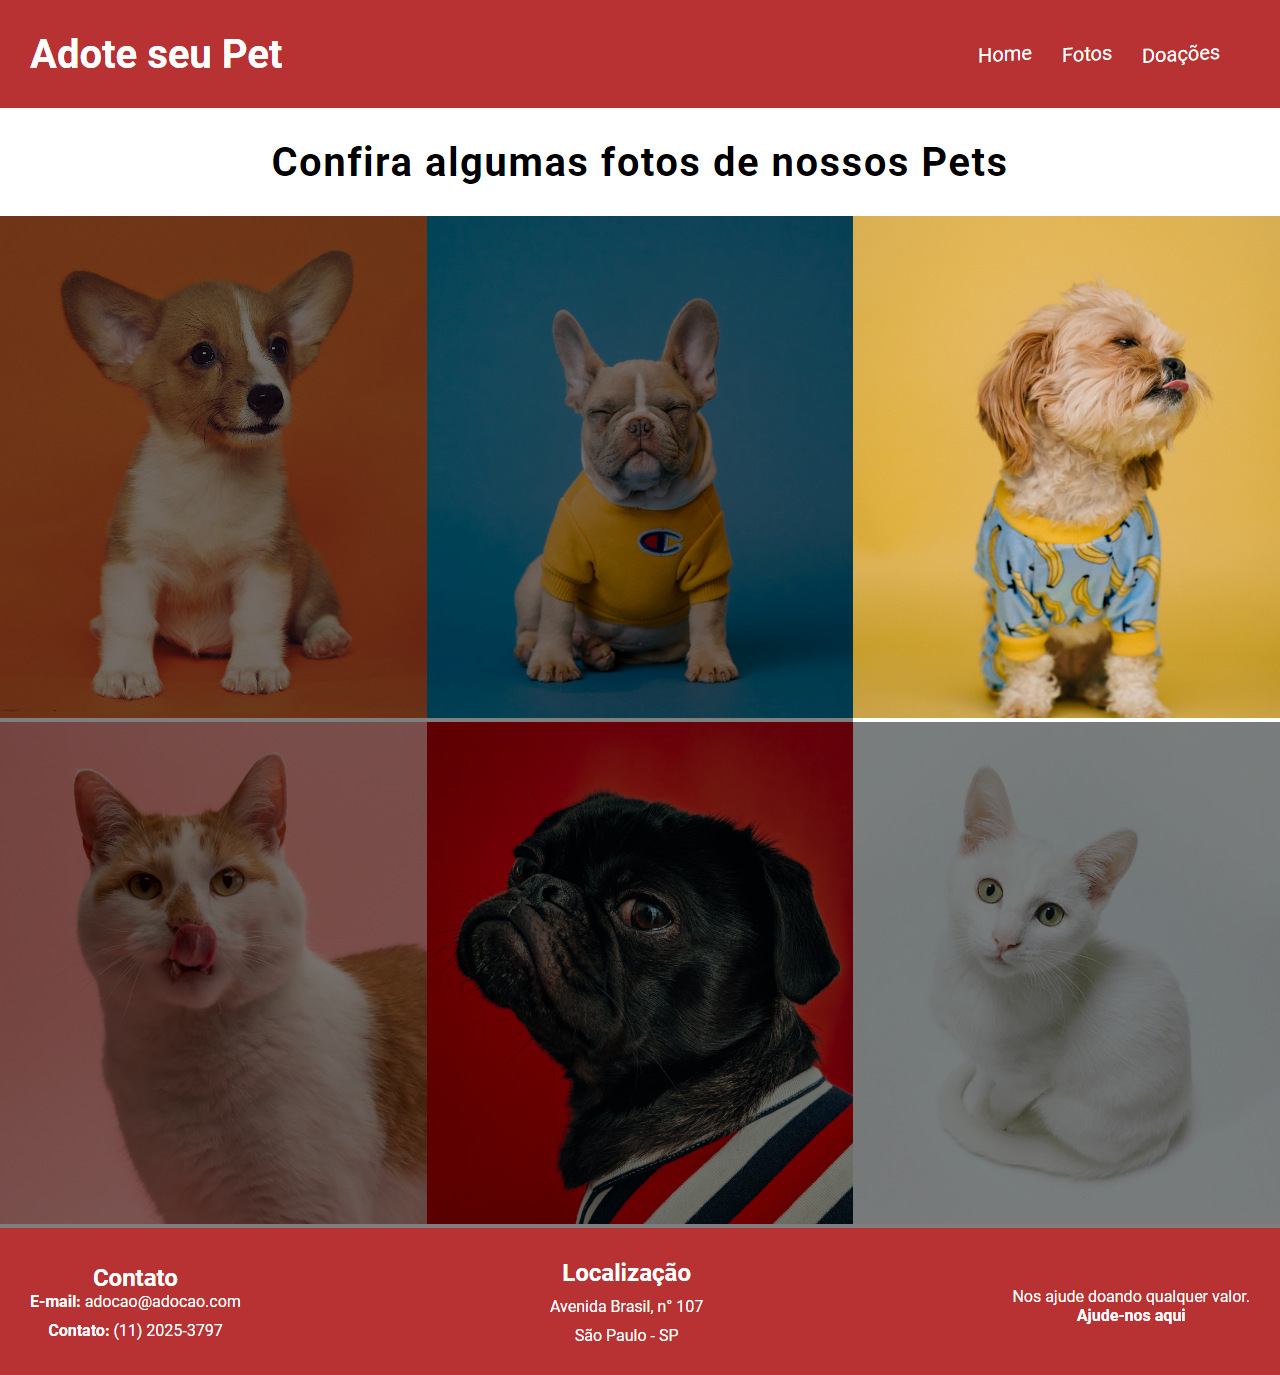 Adote seu Pet
Home Fotos Doações
Confira algumas fotos de nossos Pets
Contato
E-mail: adocao@adocao.com
Contato: (11) 2025-3797
Localização
Avenida Brasil, n° 107
São Paulo - SP
Nos ajude doando qualquer valor.
Ajude-nos aqui